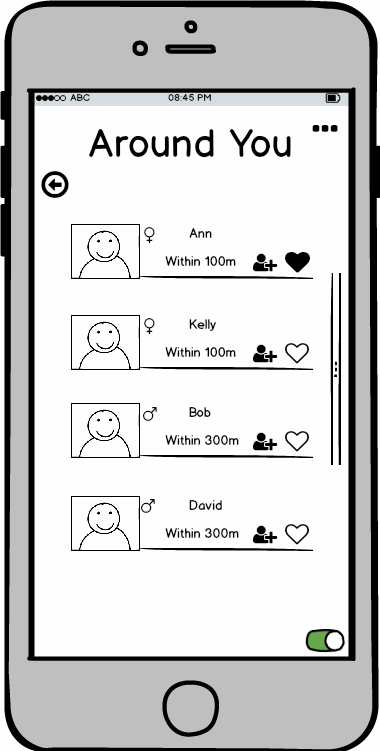 ABC 08:45 PM
Around You
Ann
Within 100m
Kelly
Within 100m
Bob
Within 300m
David
Within 300m